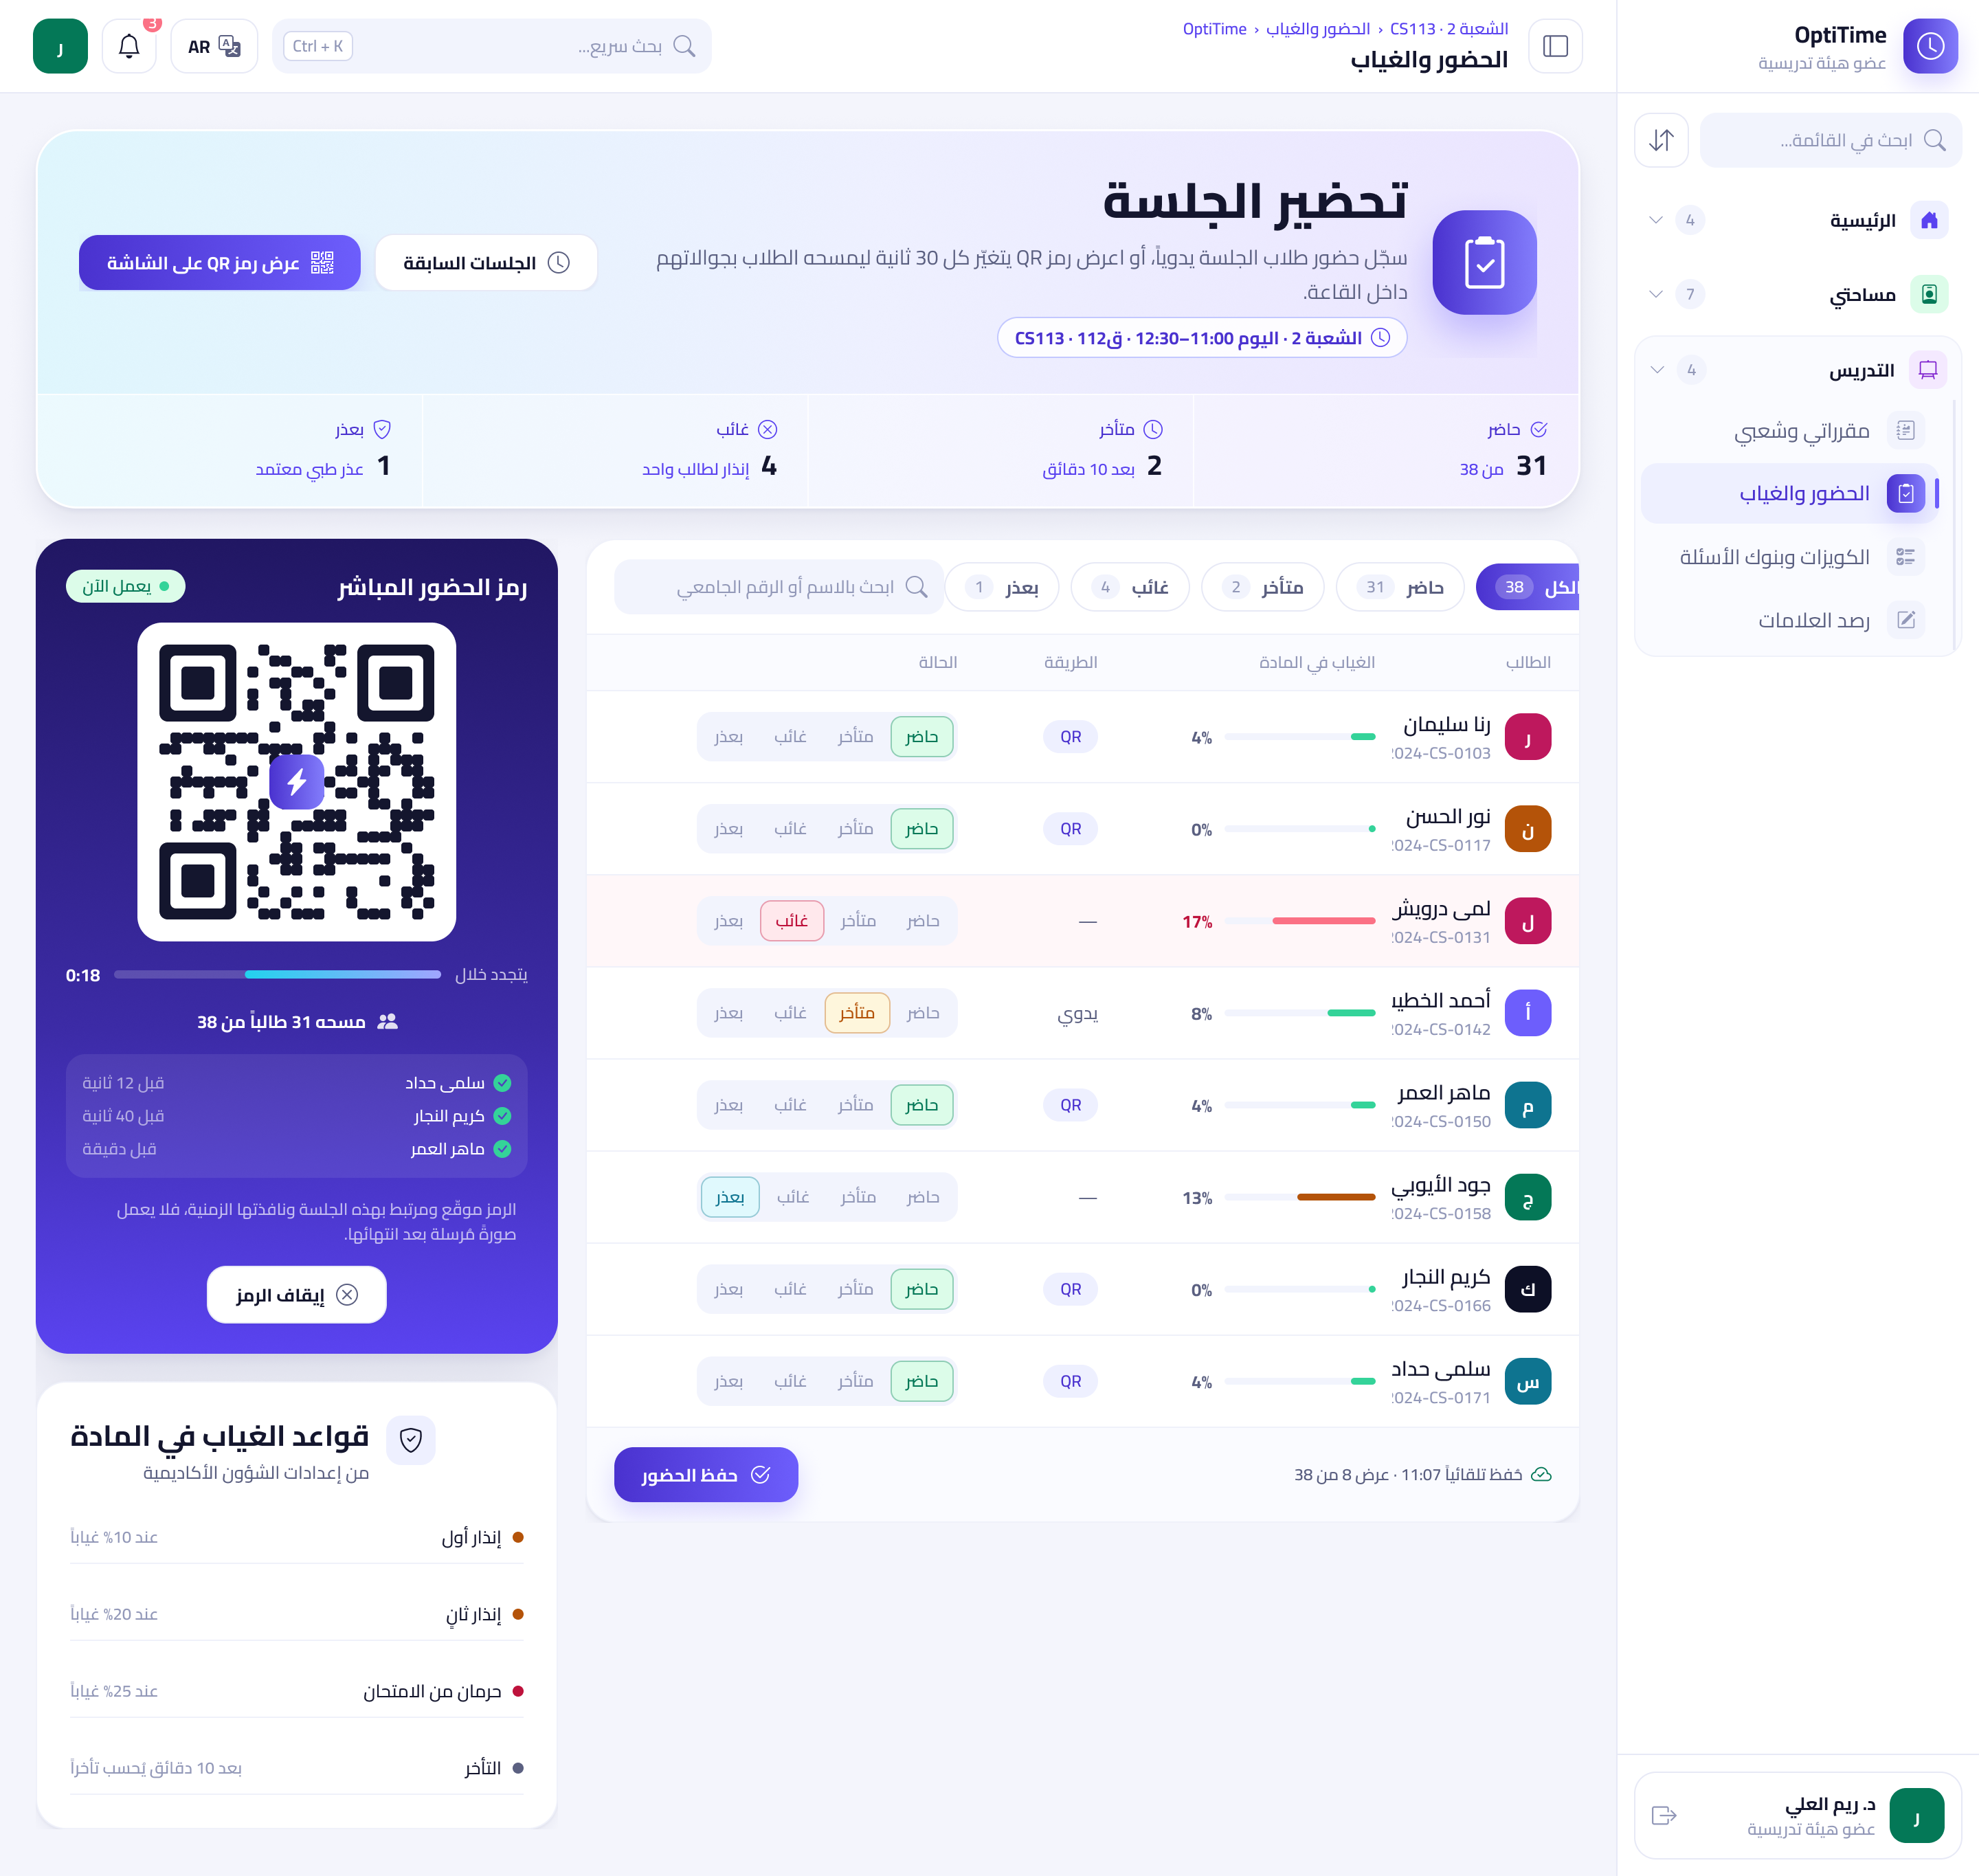 OptiTime
عضو هيئة تدريسية
ابحث في القائمة...
الرئيسية 4
مساحتي 7
التدريس 4
مقرراتي وشعبي
الحضور والغياب
الكويزات وبنوك الأسئلة
رصد العلامات
د. ريم العلي
عضو هيئة تدريسية
ر
OptiTime ‹ الحضور والغياب ‹ CS113 · الشعبة 2
الحضور والغياب
بحث سريع...
Ctrl + K
AR
3
ر
تحضير الجلسة
سجّل حضور طلاب الجلسة يدوياً، أو اعرض رمز QR يتغيّر كل 30 ثانية ليمسحه الطلاب بجوالاتهم
داخل القاعة.
CS113 · الشعبة 2 · اليوم 11:00–12:30 · ق112
الجلسات السابقة
عرض رمز QR على الشاشة
حاضر
31 من 38
متأخر
2 بعد 10 دقائق
غائب
4 إنذار لطالب واحد
بعذر
1 عذر طبي معتمد
الكل 38
حاضر 31
متأخر 2
غائب 4
بعذر 1
ابحث بالاسم أو الرقم الجامعي
الطالب الغياب في المادة الطريقة الحالة
ر رنا سليمان 4% QR حاضر متأخر غائب بعذر
2024-CS-0103
ن نور الحسن 0% QR حاضر متأخر غائب بعذر
2024-CS-0117
ل لمى درويش 17% — حاضر متأخر غائب بعذر
2024-CS-0131
أ أحمد الخطيب 8% يدوي حاضر متأخر غائب بعذر
2024-CS-0142
م ماهر العمر 4% QR حاضر متأخر غائب بعذر
2024-CS-0150
ج جود الأيوبي 13% — حاضر متأخر غائب بعذر
2024-CS-0158
ك كريم النجار 0% QR حاضر متأخر غائب بعذر
2024-CS-0166
س سلمى حداد 4% QR حاضر متأخر غائب بعذر
2024-CS-0171
حُفظ تلقائياً 11:07 · عرض 8 من 38
حفظ الحضور
رمز الحضور المباشر
يعمل الآن
يتجدد خلال 0:18
مسحه 31 طالباً من 38
سلمى حداد قبل 12 ثانية
كريم النجار قبل 40 ثانية
ماهر العمر قبل دقيقة
الرمز موقّع ومرتبط بهذه الجلسة ونافذتها الزمنية، فلا يعمل
صورةً مُرسلة بعد انتهائها.
إيقاف الرمز
قواعد الغياب في المادة
من إعدادات الشؤون الأكاديمية
إنذار أول عند 10% غياباً
إنذار ثانٍ عند 20% غياباً
حرمان من الامتحان عند 25% غياباً
التأخر بعد 10 دقائق يُحسب تأخراً